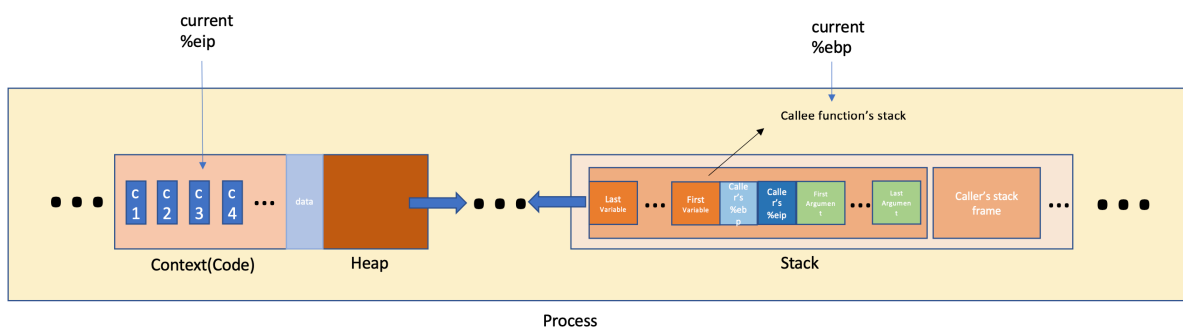 current
%eip
current
%ebp
Callee function's stack
C
1
C
2
C
3
C
4
...
data
...
Last
Variable
...
First
Variable
Calle
r's
%eb
p
Calle
r's
%eip
First
Argumen
t
...
Last
Argumen
t
Caller's stack
frame
...
...
Context(Code)
Heap
Stack
Process